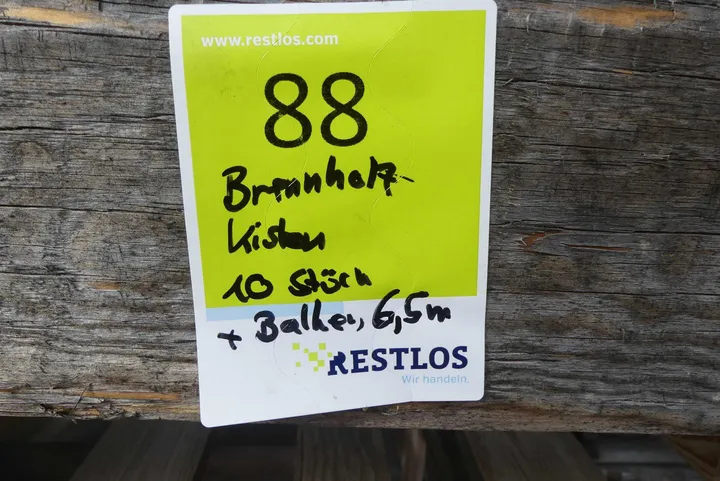 www.restlos.com
88
Brennholz-
kisten
10 Stück
+ Balken, 6,5m
RESTLOS
Wir handeln.